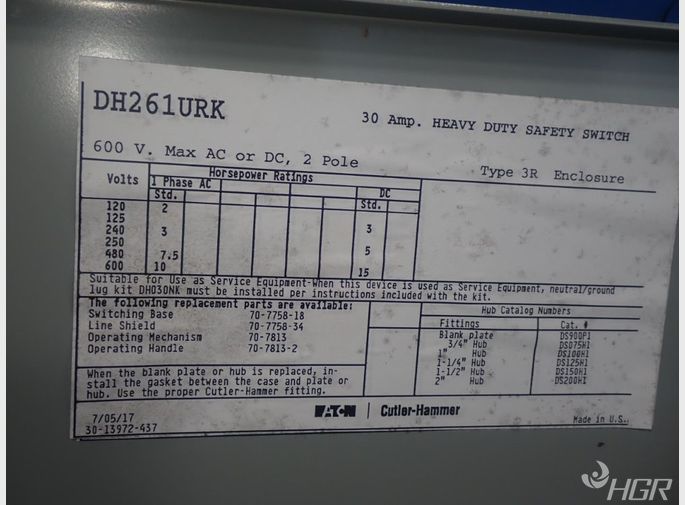 DH261URK
30 Amp. HEAVY DUTY SAFETY SWITCH
600 V. Max AC or DC, 2 Pole
Type 3R Enclosure
Volts
Horsepower Ratings
1 Phase AC
DC
Std.
Std.
120 2
125
240 3 3
250 5
480 7.5
600 10 15
Suitable for Use as Service Equipment-When this device is used as Service Equipment, neutral/ground
lug kit DH030NK must be installed per instructions included with the kit.
The following replacement parts are available:
Switching Base 70-7758-18
Line Shield 70-7758-34
Operating Mechanism 70-7813
Operating Handle 70-7813-2
Hub Catalog Numbers
Fittings Cat. #
Blank plate DS900P1
3/4" Hub DS075H1
1" Hub DS100H1
1-1/4" Hub DS125H1
1-1/2" Hub DS150H1
2" Hub DS200H1
When the blank plate or hub is replaced, in-
stall the gasket between the case and plate or
hub. Use the proper Cutler-Hammer fitting.
EATON Cutler-Hammer
7/05/17
30-13972-437
Made in U.S.
HGR